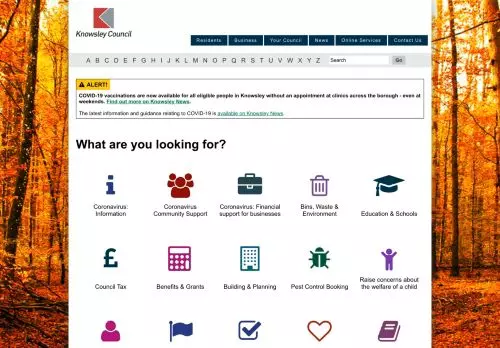 Knowsley Council
Residents Business Your Council News Online Services Contact Us
A B C D E F G H I J K L M N O P Q R S T U V W X Y Z Search Go
ALERT!
COVID-19 vaccinations are now available for all eligible people in Knowsley without an appointment at clinics across the borough - even at
weekends. Find out more on Knowsley News.
The latest information and guidance relating to COVID-19 is available on Knowsley News.
What are you looking for?
Coronavirus:
Information
Coronavirus
Community Support
Coronavirus: Financial
support for businesses
Bins, Waste &
Environment
Education & Schools
Council Tax
Benefits & Grants
Building & Planning
Pest Control Booking
Raise concerns about
the welfare of a child